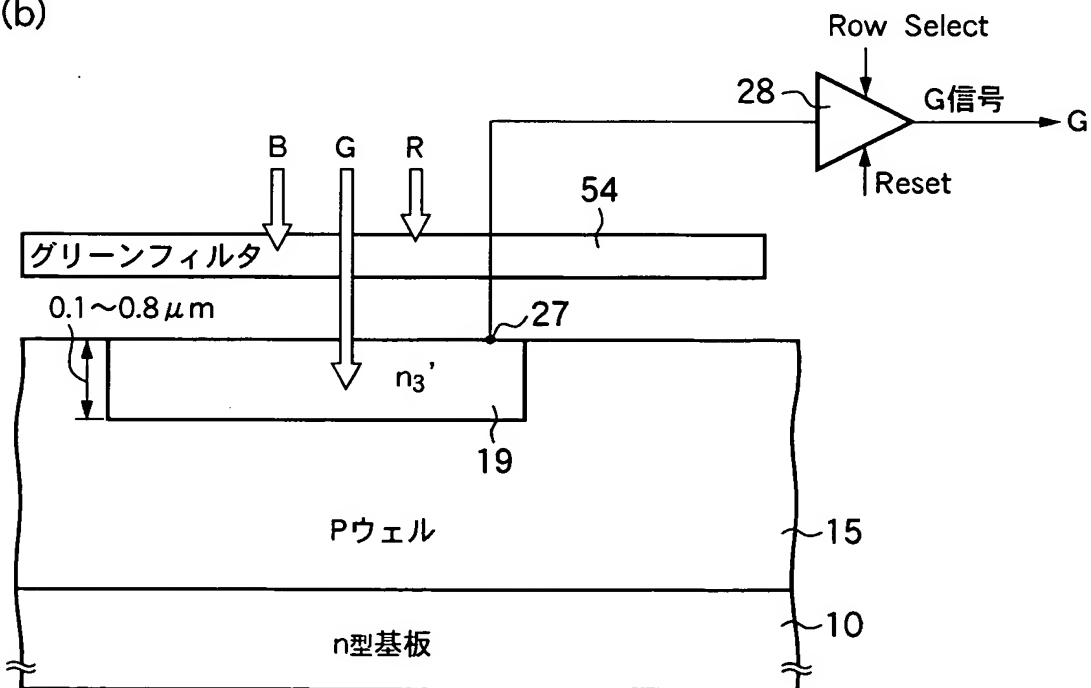 (b)
Row Select
28
G信号
G
Reset
B
G
R
54
グリーンフィルタ
0.1～0.8μm
27
n₃'
19
Pウェル
15
n型基板
10